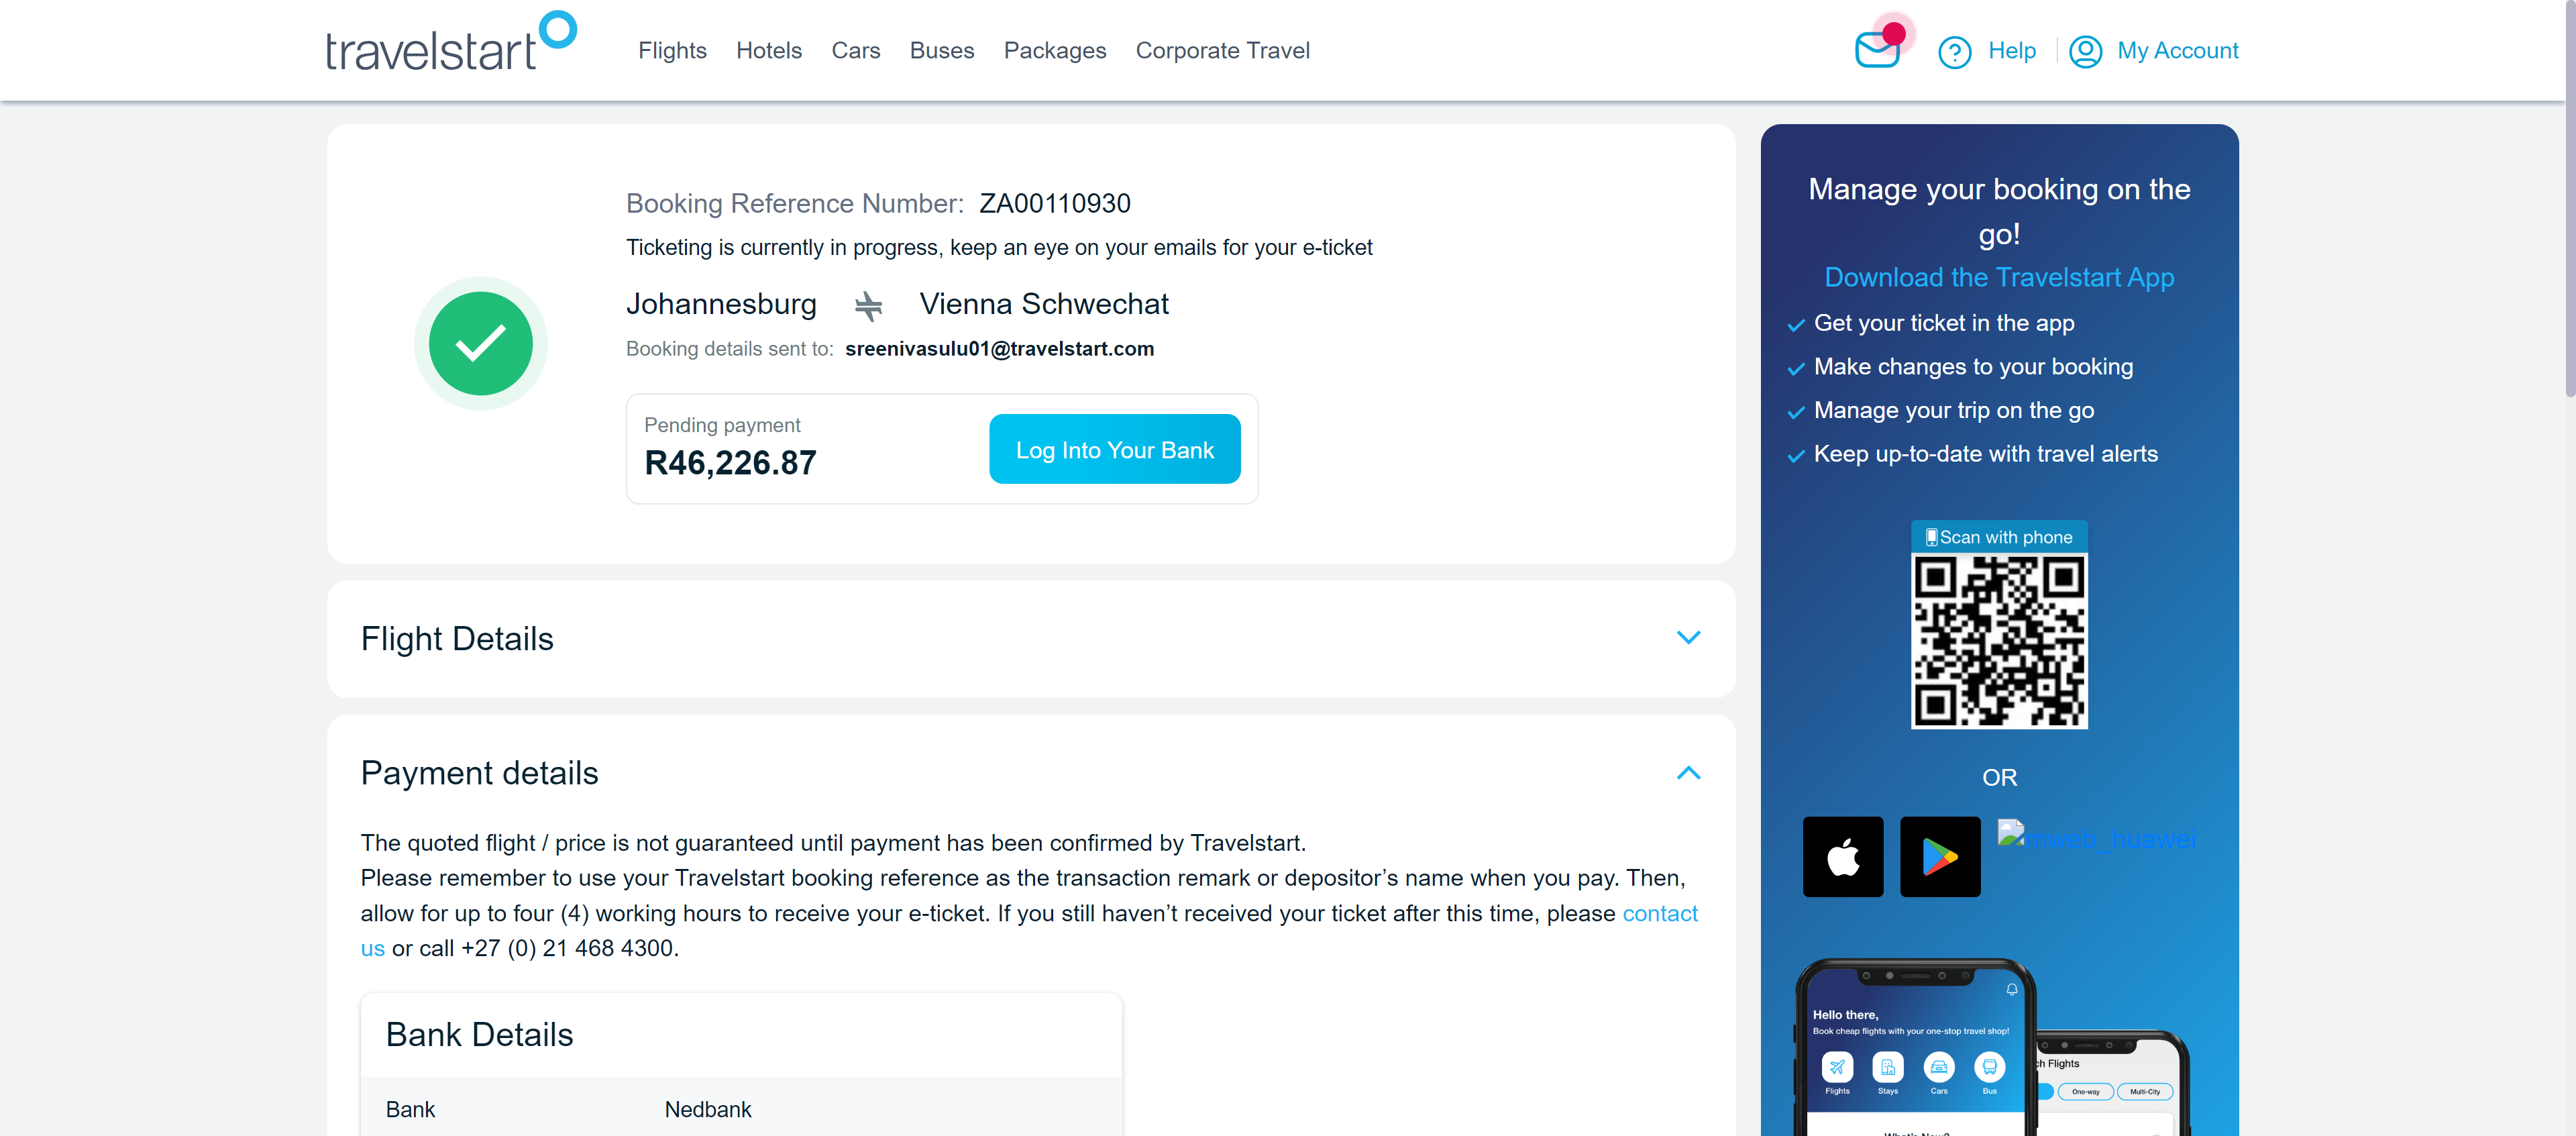 travelstart
Flights Hotels Cars Buses Packages Corporate Travel
Help My Account
Booking Reference Number: ZA00110930
Ticketing is currently in progress, keep an eye on your emails for your e-ticket
Johannesburg Vienna Schwechat
Booking details sent to: sreenivasulu01@travelstart.com
Pending payment
R46,226.87
Log Into Your Bank
Flight Details
Payment details
The quoted flight / price is not guaranteed until payment has been confirmed by Travelstart.
Please remember to use your Travelstart booking reference as the transaction remark or depositor’s name when you pay. Then,
allow for up to four (4) working hours to receive your e-ticket. If you still haven’t received your ticket after this time, please contact
us or call +27 (0) 21 468 4300.
Bank Details
Bank Nedbank
Manage your booking on the
go!
Download the Travelstart App
Get your ticket in the app
Make changes to your booking
Manage your trip on the go
Keep up-to-date with travel alerts
Scan with phone
OR
mweb_huawei
Hello there,
Book cheap flights with your one-stop travel shop!
Flights Stays Cars Bus
ch Flights
One-way Multi-City
What's New?